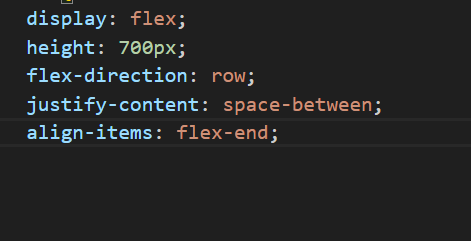 display: flex;
height: 700px;
flex-direction: row;
justify-content: space-between;
align-items: flex-end;